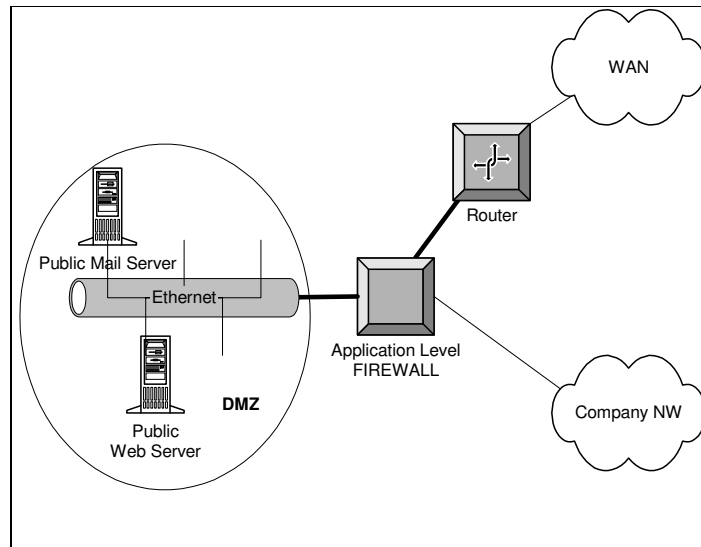 WAN
Router
Public Mail Server
Ethernet
Application Level
FIREWALL
DMZ
Public
Web Server
Company NW